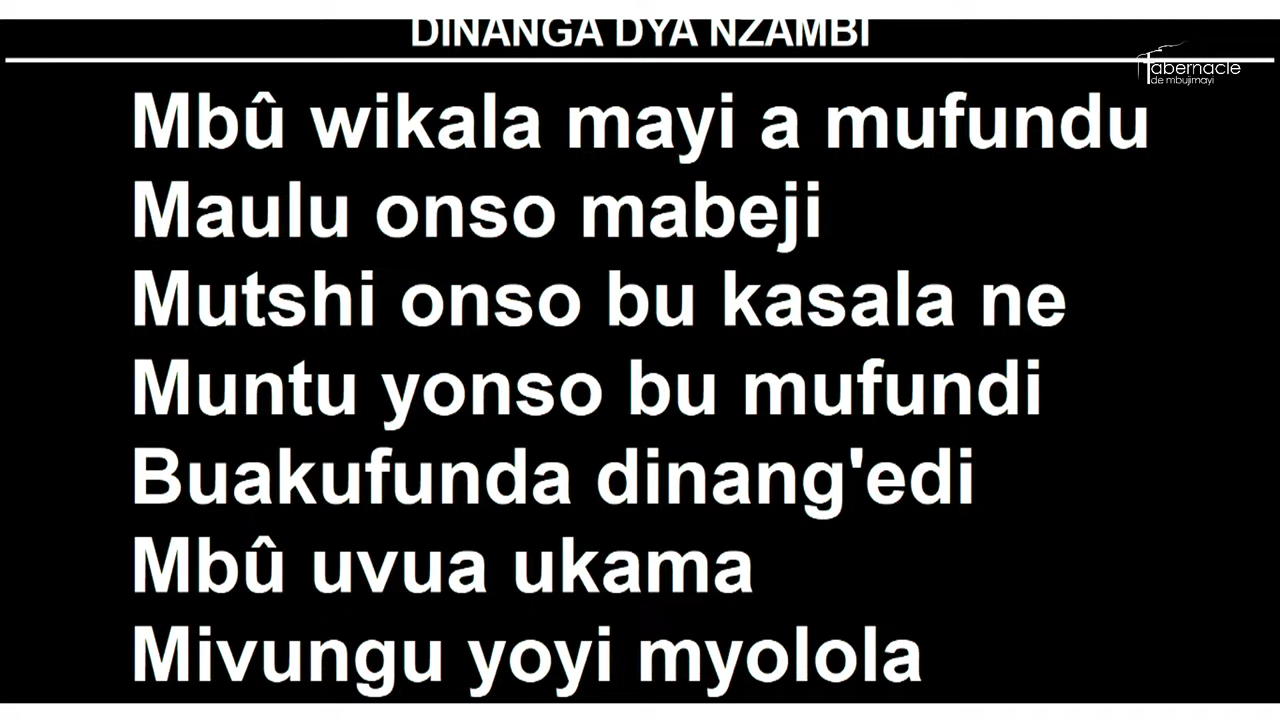 DINANGA DYA NZAMBI
Tabernacle
de mbujimayi
Mbû wikala mayi a mufundu
Maulu onso mabeji
Mutshi onso bu kasala ne
Muntu yonso bu mufundi
Buakufunda dinang'edi
Mbû uvua ukama
Mivungu yoyi myolola